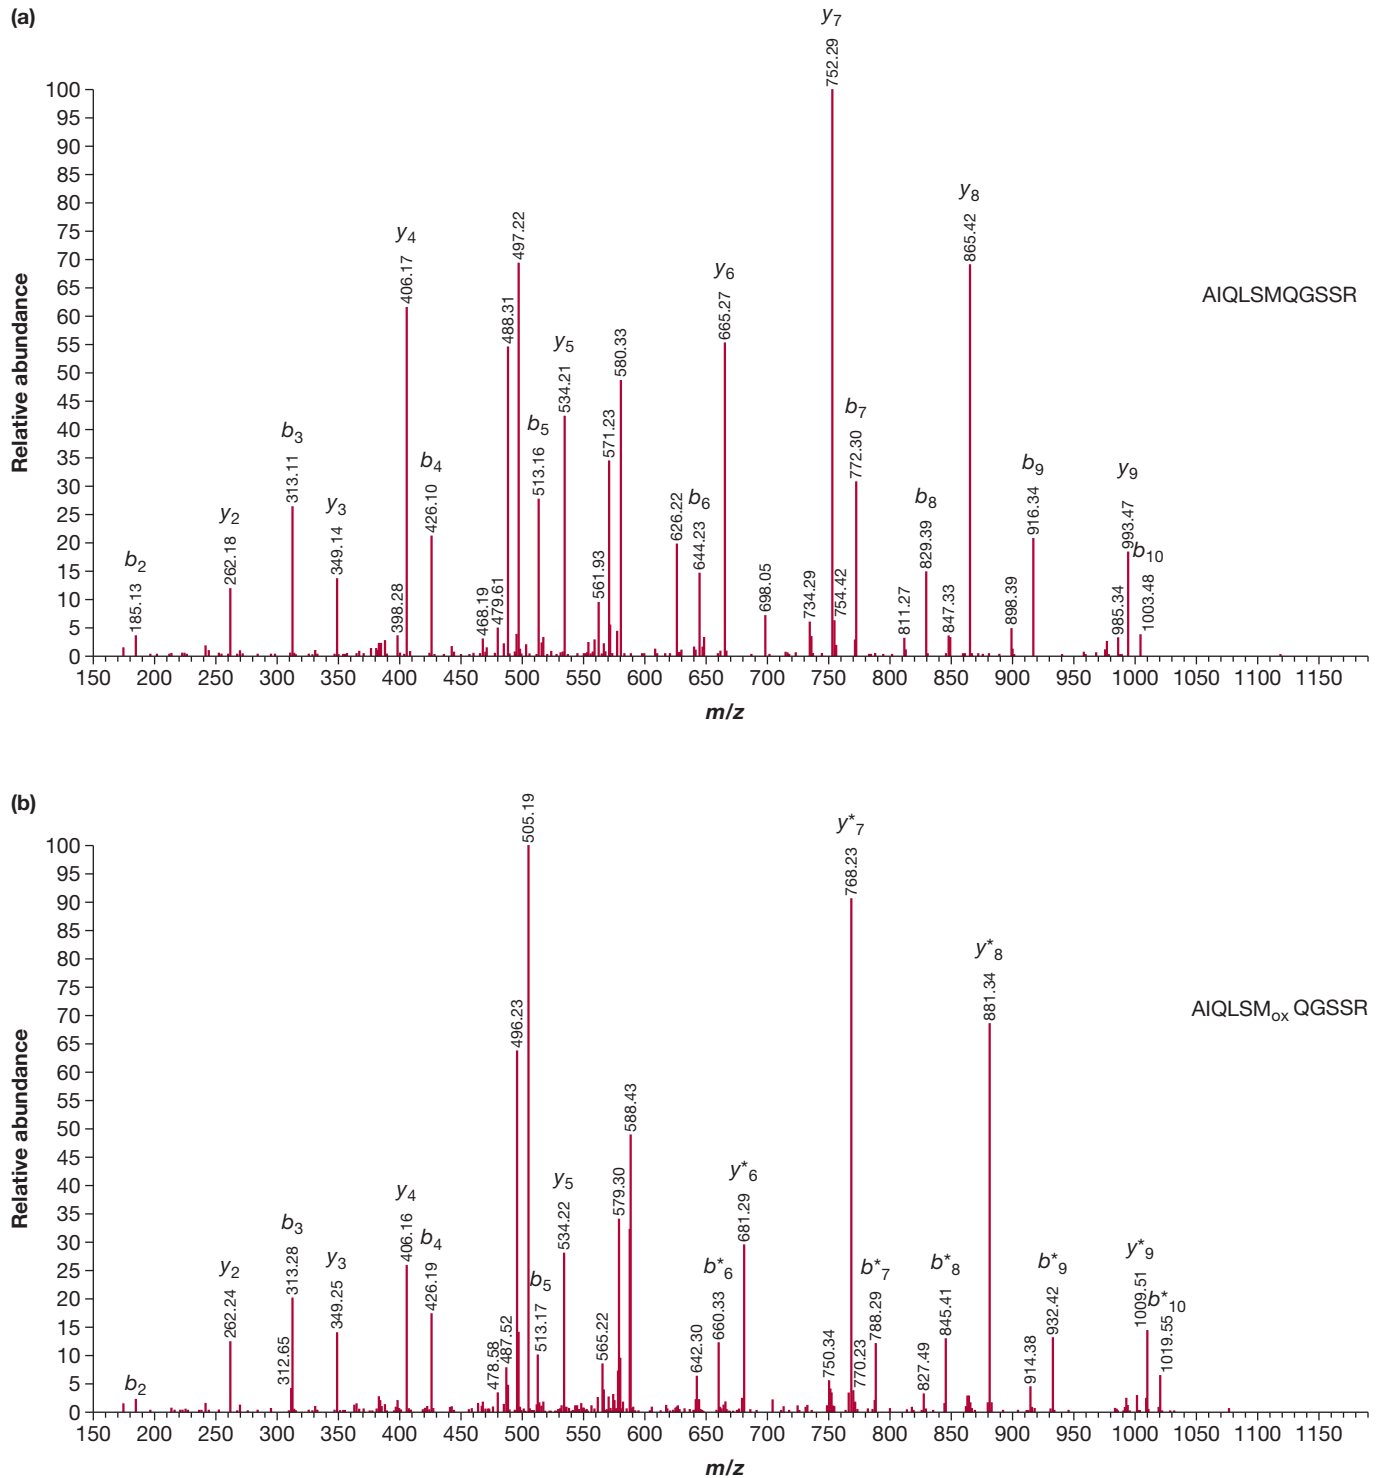 (a)
y7
752.29
100
95
90
85
80
75
70
65
60
55
50
45
40
35
30
25
20
15
10
5
0
Relative abundance
b2
185.13
y2
262.18
b3
313.11
y3
349.14
398.28
y4
406.17
b4
426.10
468.19
479.61
488.31
497.22
b5
513.16
y5
534.21
561.93
571.23
580.33
626.22
b6
644.23
y6
665.27
698.05
734.29
754.42
b7
772.30
811.27
b8
829.39
847.33
y8
865.42
898.39
b9
916.34
985.34
y9
993.47
b10
1003.48
AIQLSMQGSSR
150 200 250 300 350 400 450 500 550 600 650 700 750 800 850 900 950 1000 1050 1100 1150
m/z
(b)
505.19
100
95
90
85
80
75
70
65
60
55
50
45
40
35
30
25
20
15
10
5
0
Relative abundance
b2
y2
262.24
312.65
b3
313.28
y3
349.25
y4
406.16
b4
426.19
478.58
487.52
496.23
b5
513.17
y5
534.22
565.22
579.30
588.43
642.30
b*6
660.33
y*6
681.29
750.34
y*7
768.23
770.23
b*7
788.29
827.49
b*8
845.41
y*8
881.34
914.38
b*9
932.42
y*9
1009.51
b*10
1019.55
AIQLSMox QGSSR
150 200 250 300 350 400 450 500 550 600 650 700 750 800 850 900 950 1000 1050 1100 1150
m/z